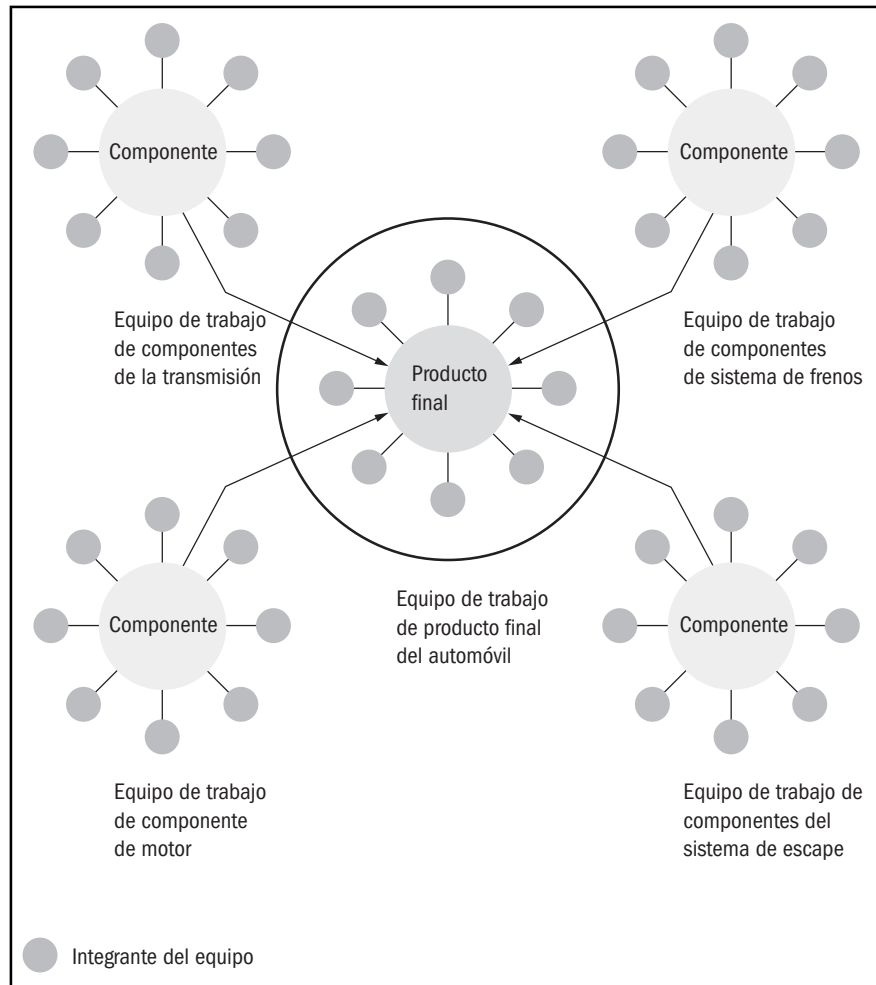 Componente
Componente
Equipo de trabajo
de componentes
de la transmisión
Equipo de trabajo
de componentes
de sistema de frenos
Producto
final
Componente
Equipo de trabajo
de producto final
del automóvil
Componente
Equipo de trabajo
de componente
de motor
Equipo de trabajo de
componentes del
sistema de escape
Integrante del equipo